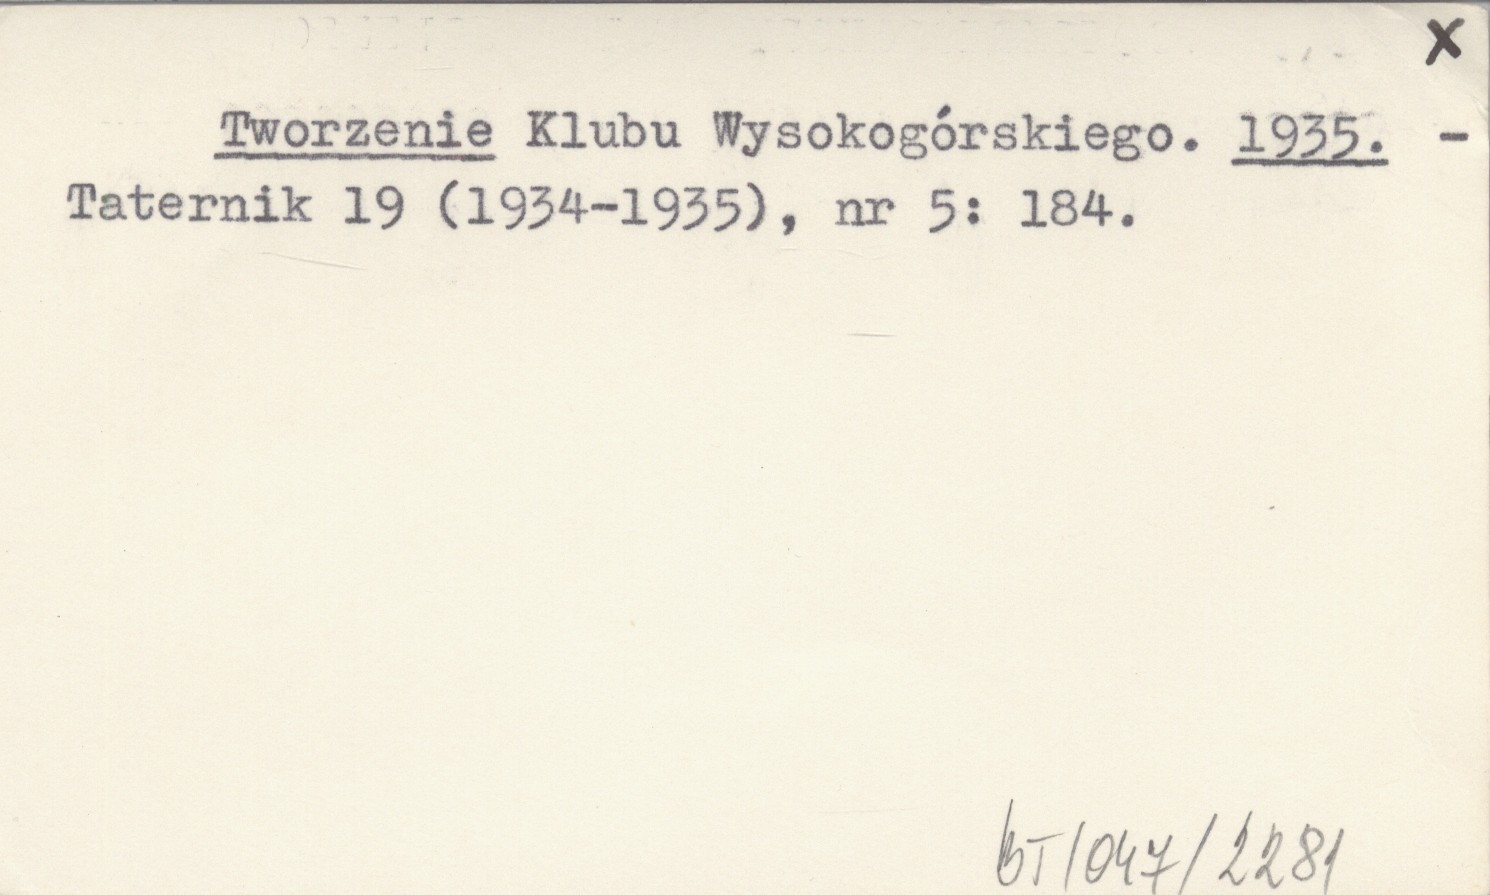 x
Tworzenie Klubu Wysokogórskiego. 1935. -
Taternik 19 (1934-1935), nr 5: 184.
BT/047/2281